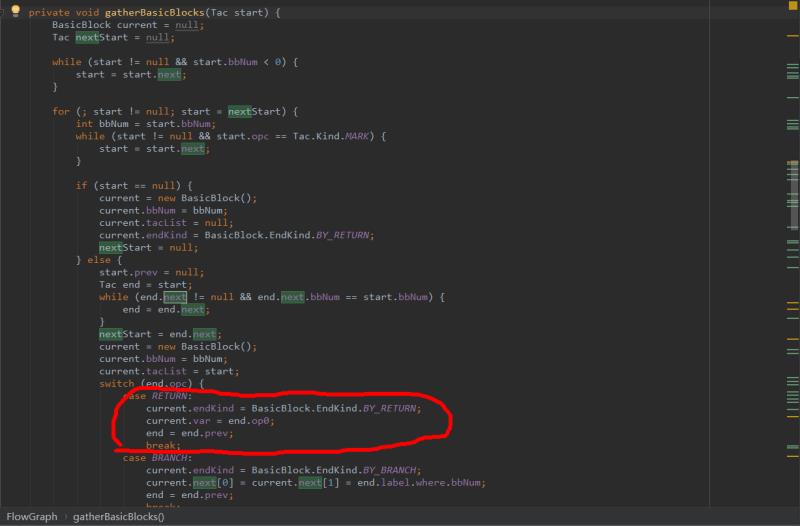 private void gatherBasicBlocks(Tac start) {
BasicBlock current = null;
Tac nextStart = null;
while (start != null && start.bbNum < 0) {
start = start.next;
}
for (; start != null; start = nextStart) {
int bbNum = start.bbNum;
while (start != null && start.opc == Tac.Kind.MARK) {
start = start.next;
}
if (start == null) {
current = new BasicBlock();
current.bbNum = bbNum;
current.tacList = null;
current.endKind = BasicBlock.EndKind.BY_RETURN;
nextStart = null;
} else {
start.prev = null;
Tac end = start;
while (end.next != null && end.next.bbNum == start.bbNum) {
end = end.next;
}
nextStart = end.next;
current = new BasicBlock();
current.bbNum = bbNum;
current.tacList = start;
switch (end.opc) {
case RETURN:
current.endKind = BasicBlock.EndKind.BY_RETURN;
current.var = end.op0;
end = end.prev;
break;
case BRANCH:
current.endKind = BasicBlock.EndKind.BY_BRANCH;
current.next[0] = current.next[1] = end.label.where.bbNum;
end = end.prev;
break;
FlowGraph › gatherBasicBlocks()